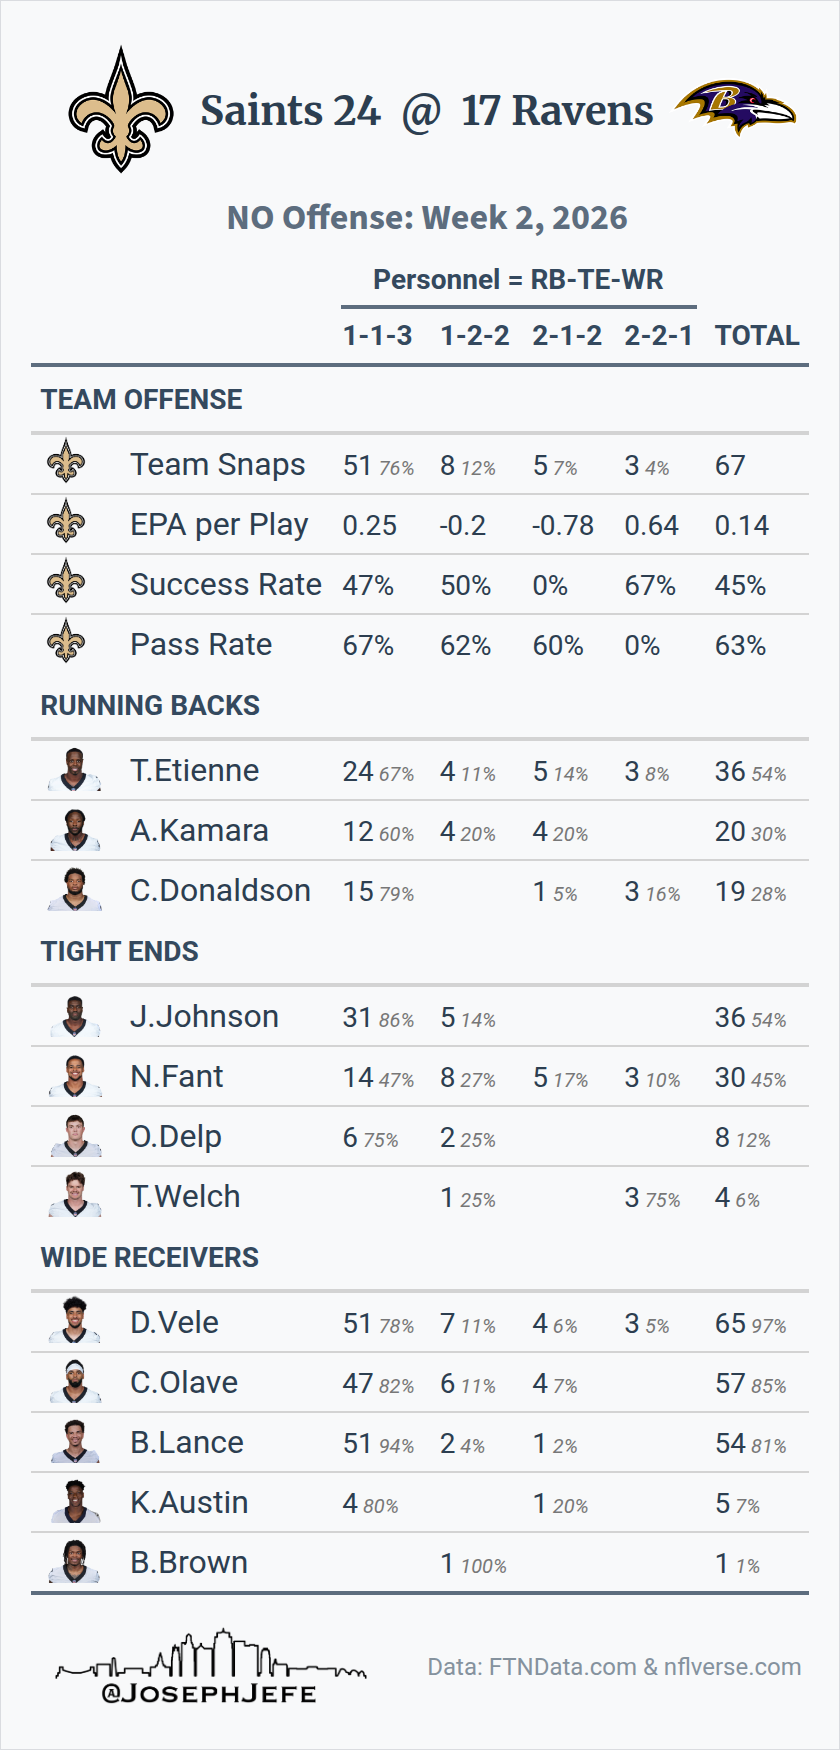 Saints 24 @ 17 Ravens
NO Offense: Week 2, 2026
Personnel = RB-TE-WR
1-1-3 1-2-2 2-1-2 2-2-1 TOTAL
TEAM OFFENSE
Team Snaps 51 76% 8 12% 5 7% 3 4% 67
EPA per Play 0.25 -0.2 -0.78 0.64 0.14
Success Rate 47% 50% 0% 67% 45%
Pass Rate 67% 62% 60% 0% 63%
RUNNING BACKS
T.Etienne 24 67% 4 11% 5 14% 3 8% 36 54%
A.Kamara 12 60% 4 20% 4 20% 20 30%
C.Donaldson 15 79% 1 5% 3 16% 19 28%
TIGHT ENDS
J.Johnson 31 86% 5 14% 36 54%
N.Fant 14 47% 8 27% 5 17% 3 10% 30 45%
O.Delp 6 75% 2 25% 8 12%
T.Welch 1 25% 3 75% 4 6%
WIDE RECEIVERS
D.Vele 51 78% 7 11% 4 6% 3 5% 65 97%
C.Olave 47 82% 6 11% 4 7% 57 85%
B.Lance 51 94% 2 4% 1 2% 54 81%
K.Austin 4 80% 1 20% 5 7%
B.Brown 1 100% 1 1%
@JosephJefe
Data: FTNData.com & nflverse.com